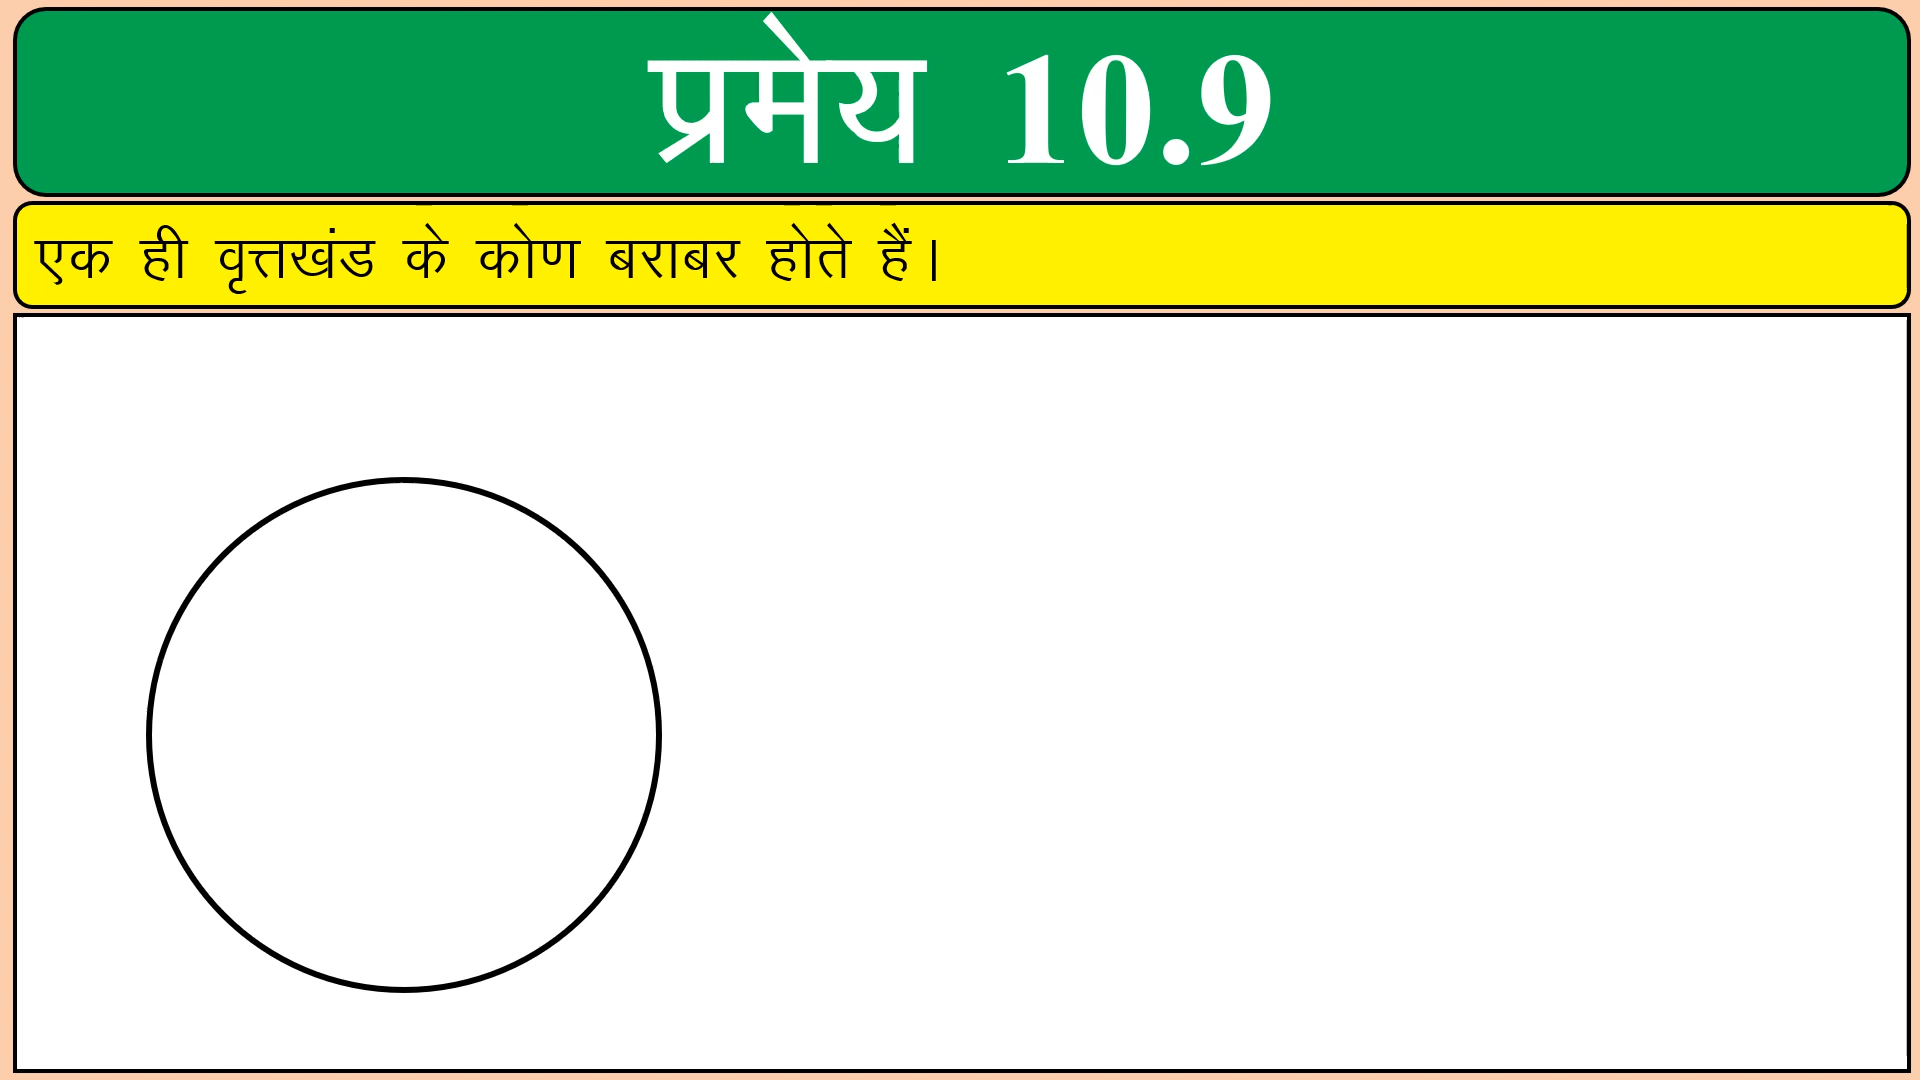 प्रमेय 10.9
एक ही वृत्तखंड के कोण बराबर होते हैं।